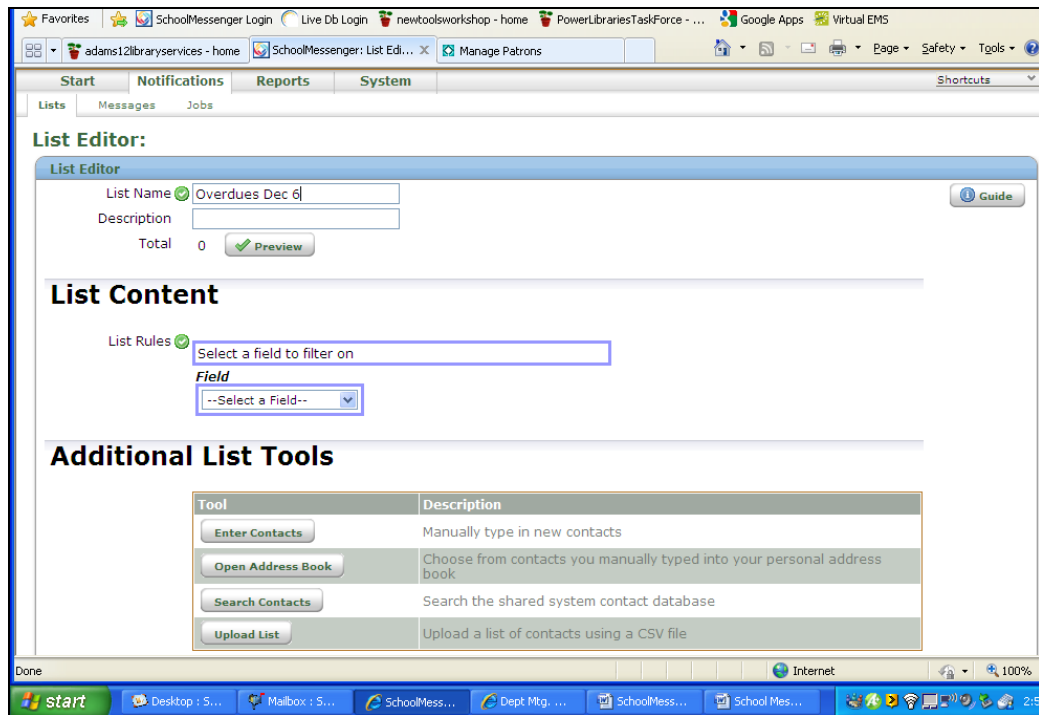 Favorites SchoolMessenger Login Live Db Login newtoolsworkshop - home PowerLibrariesTaskForce - ... Google Apps Virtual EMS
adams12libraryservices - home SchoolMessenger: List Edi... X Manage Patrons Page Safety Tools
Start Notifications Reports System Shortcuts
Lists Messages Jobs
List Editor:
List Editor
List Name Overdues Dec 6 Guide
Description
Total 0 Preview
List Content
List Rules
Select a field to filter on
Field
--Select a Field--
Additional List Tools
Tool Description
Enter Contacts Manually type in new contacts
Open Address Book Choose from contacts you manually typed into your personal address
book
Search Contacts Search the shared system contact database
Upload List Upload a list of contacts using a CSV file
Done Internet 100%
start Desktop : S... Mailbox : S... SchoolMess... Dept Mtg. ... SchoolMess... School Mes...